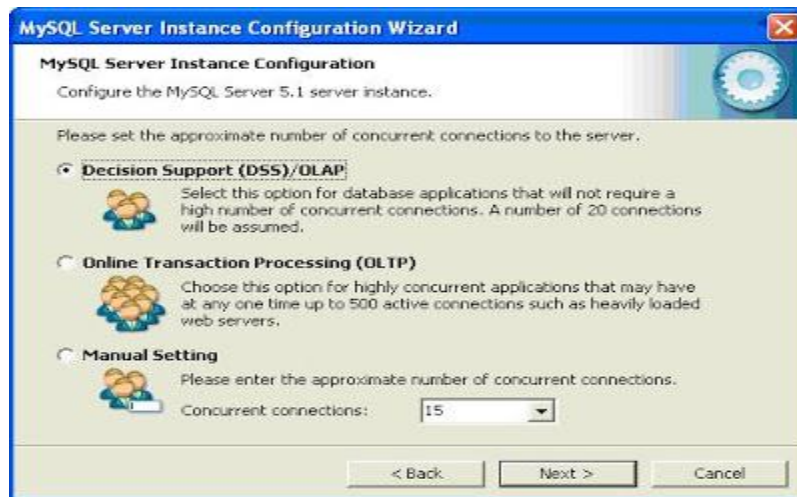 MySQL Server Instance Configuration Wizard
MySQL Server Instance Configuration
Configure the MySQL Server 5.1 server instance.
Please set the approximate number of concurrent connections to the server.
Decision Support (DSS)/OLAP
Select this option for database applications that will not require a
high number of concurrent connections. A number of 20 connections
will be assumed.
Online Transaction Processing (OLTP)
Choose this option for highly concurrent applications that may have
at any one time up to 500 active connections such as heavily loaded
web servers.
Manual Setting
Please enter the approximate number of concurrent connections.
Concurrent connections: 15
< Back Next > Cancel